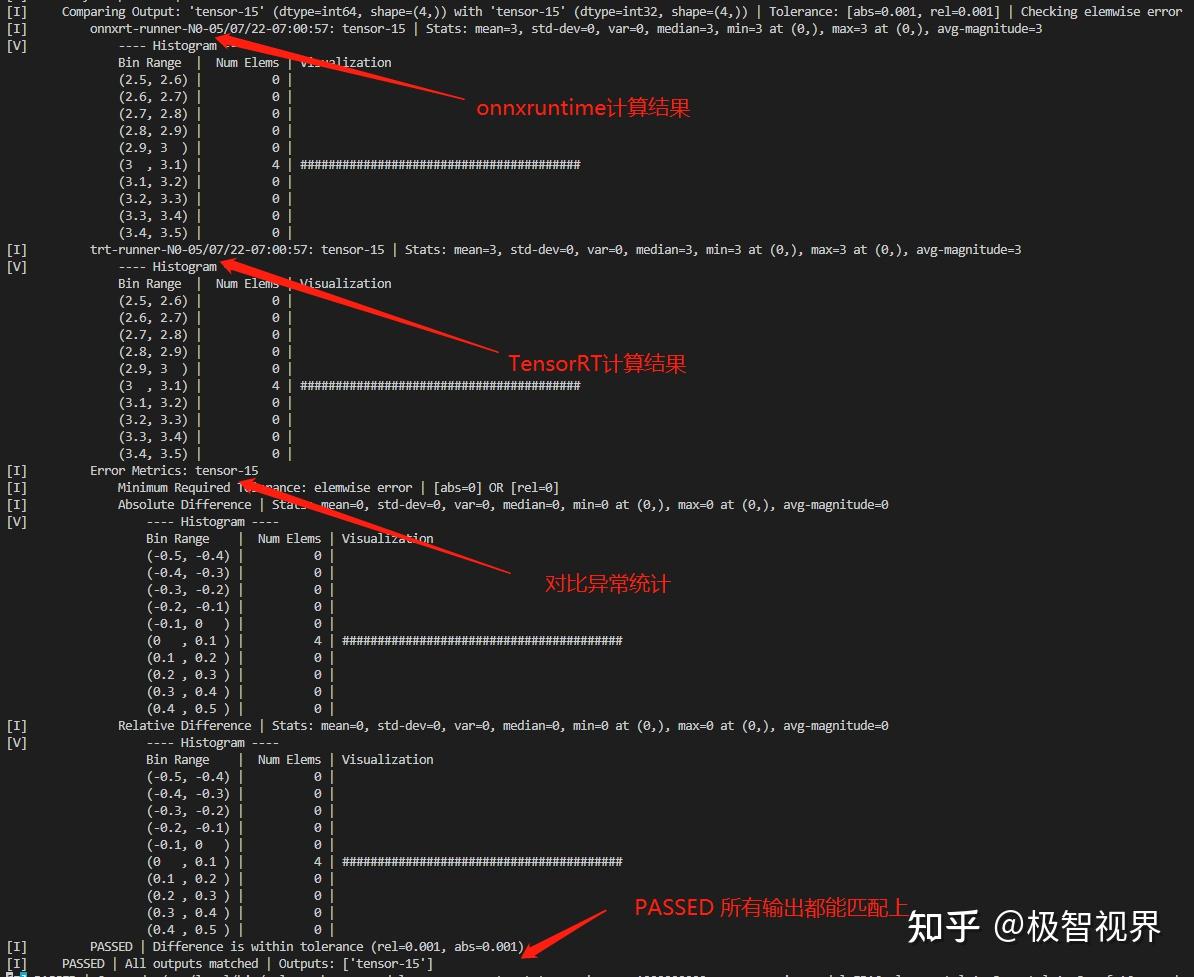 [I] Comparing Output: 'tensor-15' (dtype=int64, shape=(4,)) with 'tensor-15' (dtype=int32, shape=(4,)) | Tolerance: [abs=0.001, rel=0.001] | Checking elemwise error
[I] onnxrt-runner-N0-05/07/22-07:00:57: tensor-15 | Stats: mean=3, std-dev=0, var=0, median=3, min=3 at (0,), max=3 at (0,), avg-magnitude=3
[V] ---- Histogram ----
Bin Range | Num Elems | Visualization
(2.5, 2.6) | 0 |
(2.6, 2.7) | 0 |
onnxruntime计算结果
(2.7, 2.8) | 0 |
(2.8, 2.9) | 0 |
(2.9, 3 ) | 0 |
(3 , 3.1) | 4 | ########################################
(3.1, 3.2) | 0 |
(3.2, 3.3) | 0 |
(3.3, 3.4) | 0 |
(3.4, 3.5) | 0 |
[I] trt-runner-N0-05/07/22-07:00:57: tensor-15 | Stats: mean=3, std-dev=0, var=0, median=3, min=3 at (0,), max=3 at (0,), avg-magnitude=3
[V] ---- Histogram
Bin Range | Num Elems | Visualization
(2.5, 2.6) | 0 |
(2.6, 2.7) | 0 |
(2.7, 2.8) | 0 |
(2.8, 2.9) | 0 |
TensorRT计算结果
(2.9, 3 ) | 0 |
(3 , 3.1) | 4 | ########################################
(3.1, 3.2) | 0 |
(3.2, 3.3) | 0 |
(3.3, 3.4) | 0 |
(3.4, 3.5) | 0 |
[I] Error Metrics: tensor-15
[I] Minimum Required Tolerance: elemwise error | [abs=0] OR [rel=0]
[I] Absolute Difference | Stats: mean=0, std-dev=0, var=0, median=0, min=0 at (0,), max=0 at (0,), avg-magnitude=0
[V] ---- Histogram ----
Bin Range | Num Elems | Visualization
(-0.5, -0.4) | 0 |
(-0.4, -0.3) | 0 |
对比异常统计
(-0.3, -0.2) | 0 |
(-0.2, -0.1) | 0 |
(-0.1, 0 ) | 0 |
(0 , 0.1 ) | 4 | ########################################
(0.1 , 0.2 ) | 0 |
(0.2 , 0.3 ) | 0 |
(0.3 , 0.4 ) | 0 |
(0.4 , 0.5 ) | 0 |
[I] Relative Difference | Stats: mean=0, std-dev=0, var=0, median=0, min=0 at (0,), max=0 at (0,), avg-magnitude=0
[V] ---- Histogram ----
Bin Range | Num Elems | Visualization
(-0.5, -0.4) | 0 |
(-0.4, -0.3) | 0 |
(-0.3, -0.2) | 0 |
(-0.2, -0.1) | 0 |
(-0.1, 0 ) | 0 |
(0 , 0.1 ) | 4 | ########################################
(0.1 , 0.2 ) | 0 |
(0.2 , 0.3 ) | 0 |
PASSED 所有输出都能匹配上
(0.3 , 0.4 ) | 0 |
(0.4 , 0.5 ) | 0 |
知乎 @极智视界
[I] PASSED | Difference is within tolerance (rel=0.001, abs=0.001)
[I] PASSED | All outputs matched | Outputs: ['tensor-15']